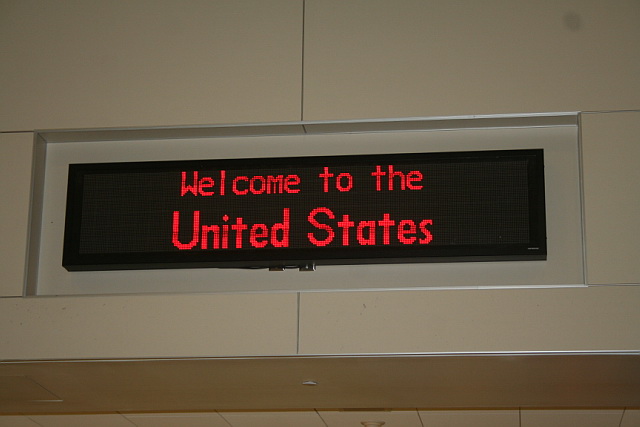 Welcome to the
United States